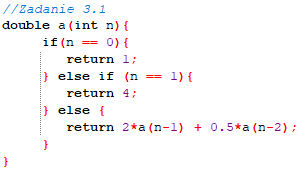 //Zadanie 3.1
double a(int n){
if(n == 0){
return 1;
} else if (n == 1){
return 4;
} else {
return 2*a(n-1) + 0.5*a(n-2);
}
}